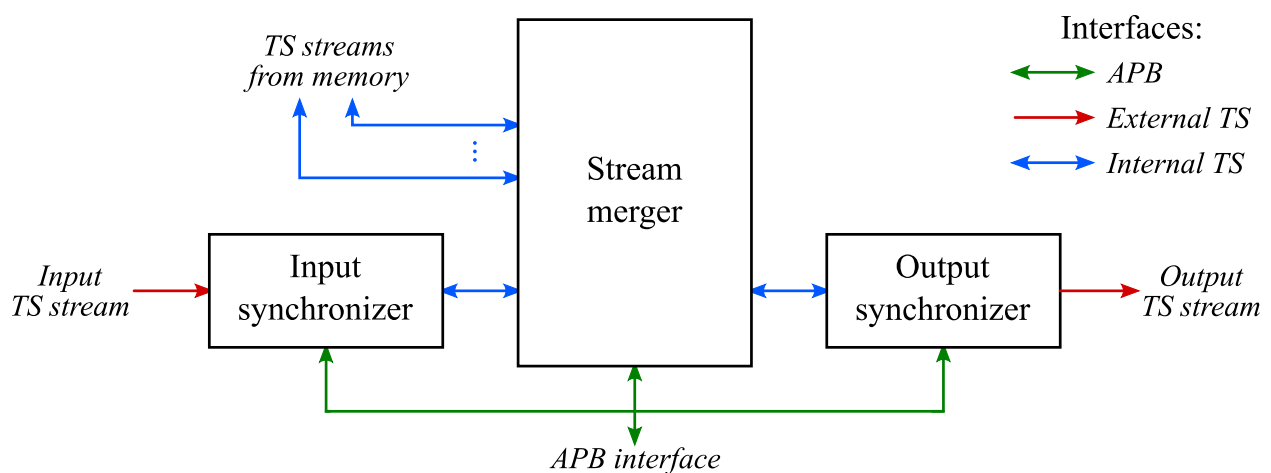 TS streams
from memory
Interfaces:
APB
External TS
Internal TS
Stream
merger
Input
TS stream
Input
synchronizer
Output
synchronizer
Output
TS stream
APB interface